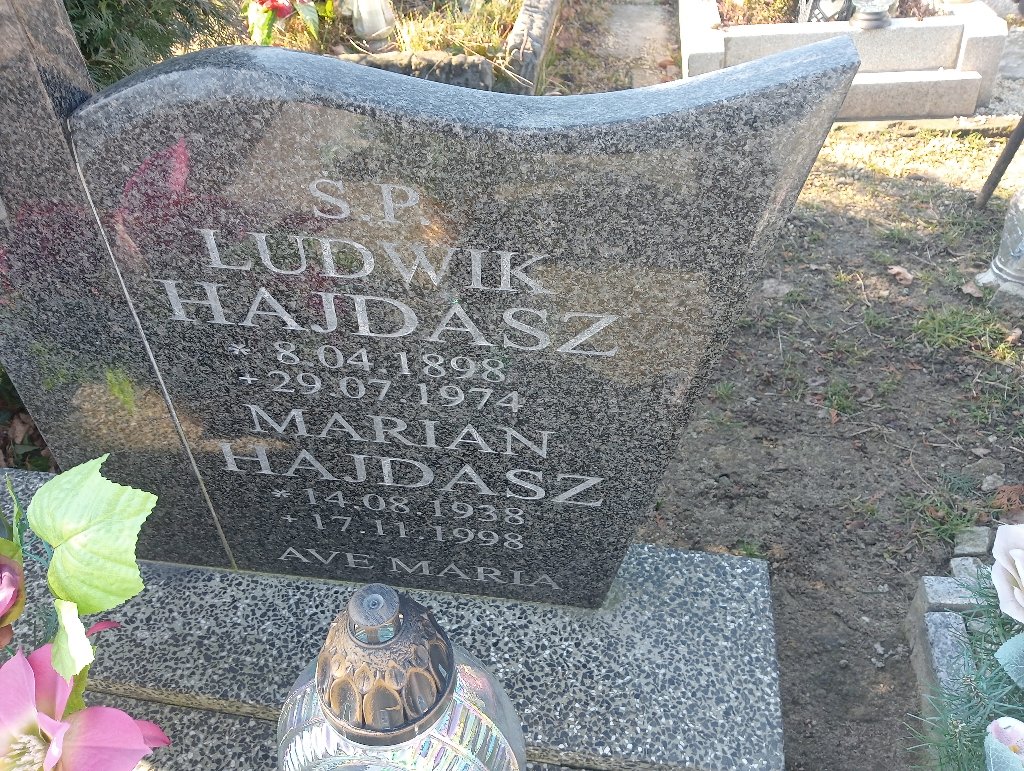 Ś.P.
LUDWIK
HAJDASZ
* 8.04.1898
+ 29.07.1974
MARIAN
HAJDASZ
* 14.08.1938
+ 17.11.1998
AVE MARIA